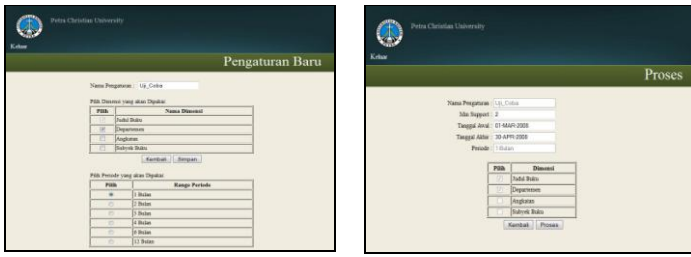 Petra Christian University
Keluar
Pengaturan Baru
Nama Pengaturan : Uji_Coba
Pilih Dimensi yang akan Dipakai:
Pilih Nama Dimensi
Judul Buku
Departemen
Angkatan
Subyek Buku
Kembali Simpan
Pilih Periode yang akan Dipakai:
Pilih Range Periode
1 Bulan
2 Bulan
3 Bulan
4 Bulan
6 Bulan
12 Bulan
Petra Christian University
Keluar
Proses
Nama Pengaturan : Uji_Coba
Min Support : 2
Tanggal Awal : 01-MAR-2008
Tanggal Akhir : 30-APR-2008
Periode : 1 Bulan
Pilih Dimensi
Judul Buku
Departemen
Angkatan
Subyek Buku
Kembali Proses